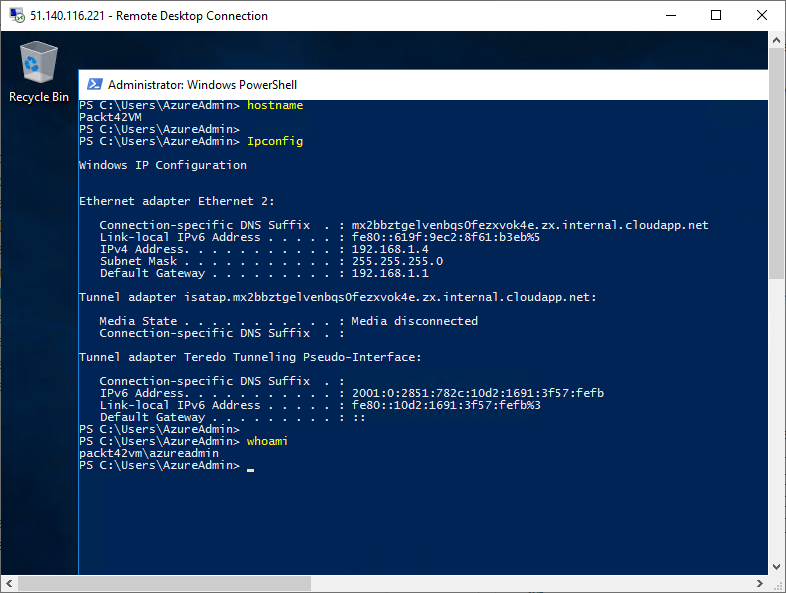 51.140.116.221 - Remote Desktop Connection
Recycle Bin
Administrator: Windows PowerShell
PS C:\Users\AzureAdmin> hostname
Packt42VM
PS C:\Users\AzureAdmin>
PS C:\Users\AzureAdmin> Ipconfig
Windows IP Configuration
Ethernet adapter Ethernet 2:
Connection-specific DNS Suffix  . : mx2bbztgelvenbqs0fezxvok4e.zx.internal.cloudapp.net
Link-local IPv6 Address . . . . . : fe80::619f:9ec2:8f61:b3eb%5
IPv4 Address. . . . . . . . . . . : 192.168.1.4
Subnet Mask . . . . . . . . . . . : 255.255.255.0
Default Gateway . . . . . . . . . : 192.168.1.1
Tunnel adapter isatap.mx2bbztgelvenbqs0fezxvok4e.zx.internal.cloudapp.net:
Media State . . . . . . . . . . . : Media disconnected
Connection-specific DNS Suffix  . :
Tunnel adapter Teredo Tunneling Pseudo-Interface:
Connection-specific DNS Suffix  . :
IPv6 Address. . . . . . . . . . . : 2001:0:2851:782c:10d2:1691:3f57:fefb
Link-local IPv6 Address . . . . . : fe80::10d2:1691:3f57:fefb%3
Default Gateway . . . . . . . . . : ::
PS C:\Users\AzureAdmin>
PS C:\Users\AzureAdmin> whoami
packt42vm\azureadmin
PS C:\Users\AzureAdmin> _